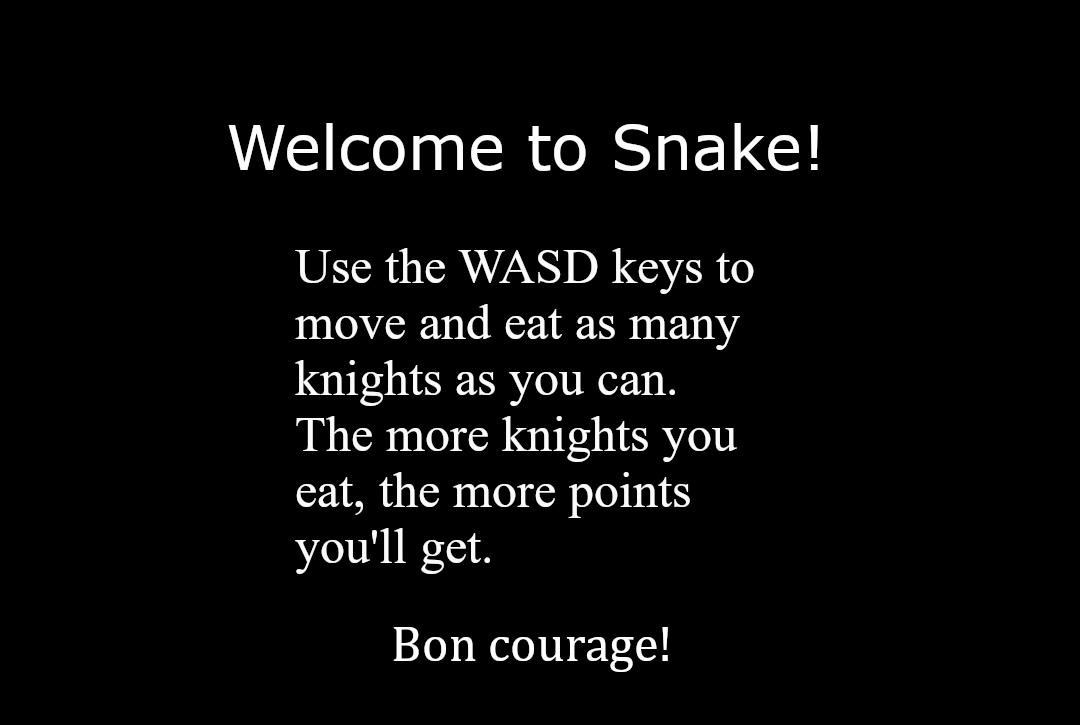 Welcome to Snake!
Use the WASD keys to
move and eat as many
knights as you can.
The more knights you
eat, the more points
you'll get.
Bon courage!